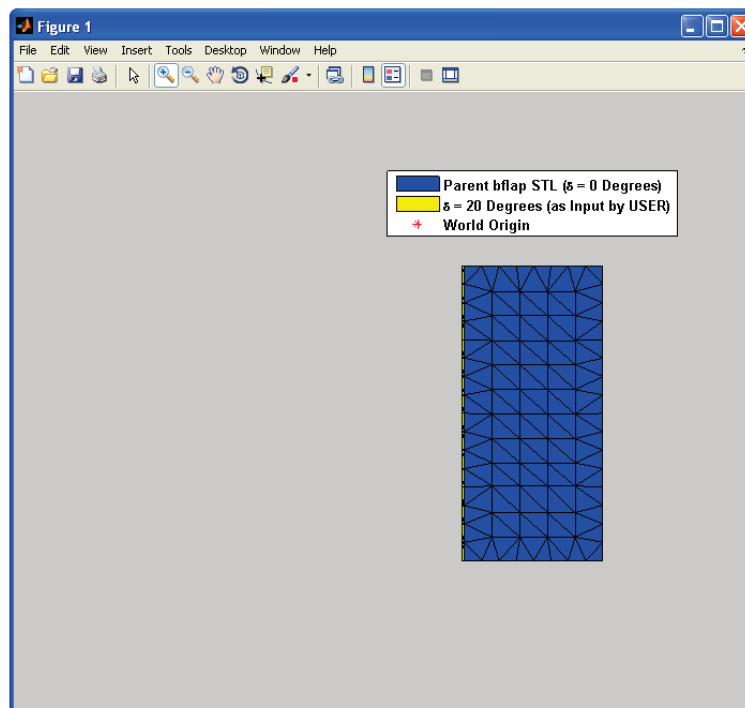 Figure 1
File Edit View Insert Tools Desktop Window Help
Parent bflap STL (δ = 0 Degrees)
δ = 20 Degrees (as Input by USER)
World Origin